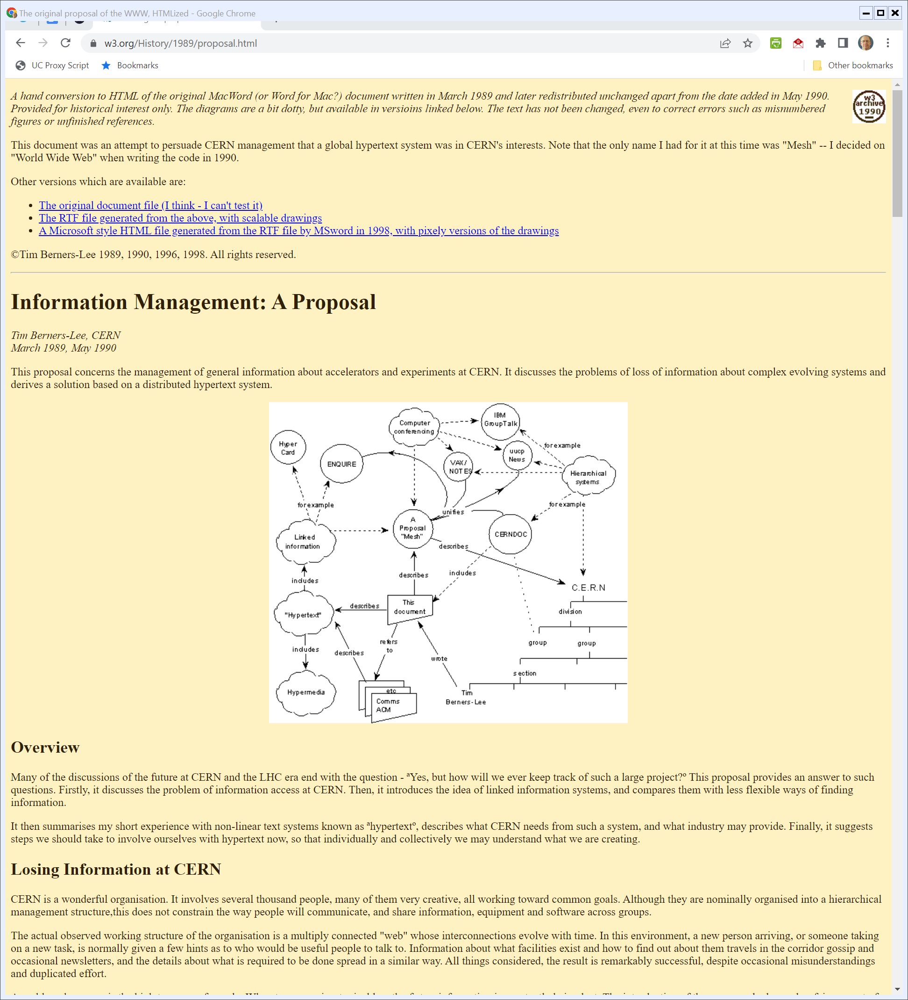 The original proposal of the WWW, HTMLized - Google Chrome
w3.org/History/1989/proposal.html
UC Proxy Script
Bookmarks
Other bookmarks
A hand conversion to HTML of the original MacWord (or Word for Mac?) document written in March 1989 and later redistributed unchanged apart from the date added in May 1990.
Provided for historical interest only. The diagrams are a bit dotty, but available in versioins linked below. The text has not been changed, even to correct errors such as misnumbered
figures or unfinished references.
w3
archive
1990
This document was an attempt to persuade CERN management that a global hypertext system was in CERN's interests. Note that the only name I had for it at this time was "Mesh" -- I decided on
"World Wide Web" when writing the code in 1990.
Other versions which are available are:
• The original document file (I think - I can't test it)
• The RTF file generated from the above, with scalable drawings
• A Microsoft style HTML file generated from the RTF file by MSword in 1998, with pixely versions of the drawings
©Tim Berners-Lee 1989, 1990, 1996, 1998. All rights reserved.
Information Management: A Proposal
Tim Berners-Lee, CERN
March 1989, May 1990
This proposal concerns the management of general information about accelerators and experiments at CERN. It discusses the problems of loss of information about complex evolving systems and
derives a solution based on a distributed hypertext system.
IBM
GroupTalk
Computer
conferencing
Hyper
Card
for example
uucp
News
ENQUIRE
VAX/
NOTES
Hierarchical
systems
for example
for example
unifies
A
Proposal
"Mesh"
CERNDOC
Linked
information
describes
describes
includes
includes
C.E.R.N
This
document
describes
"Hypertext"
division
refers
to
group
group
includes
describes
wrote
section
Hypermedia
etc
Comms
ACM
Tim
Berners-Lee
Overview
Many of the discussions of the future at CERN and the LHC era end with the question - ªYes, but how will we ever keep track of such a large project?º This proposal provides an answer to such
questions. Firstly, it discusses the problem of information access at CERN. Then, it introduces the idea of linked information systems, and compares them with less flexible ways of finding
information.
It then summarises my short experience with non-linear text systems known as ªhypertextº, describes what CERN needs from such a system, and what industry may provide. Finally, it suggests
steps we should take to involve ourselves with hypertext now, so that individually and collectively we may understand what we are creating.
Losing Information at CERN
CERN is a wonderful organisation. It involves several thousand people, many of them very creative, all working toward common goals. Although they are nominally organised into a hierarchical
management structure,this does not constrain the way people will communicate, and share information, equipment and software across groups.
The actual observed working structure of the organisation is a multiply connected "web" whose interconnections evolve with time. In this environment, a new person arriving, or someone taking
on a new task, is normally given a few hints as to who would be useful people to talk to. Information about what facilities exist and how to find out about them travels in the corridor gossip and
occasional newsletters, and the details about what is required to be done spread in a similar way. All things considered, the result is remarkably successful, despite occasional misunderstandings
and duplicated effort.